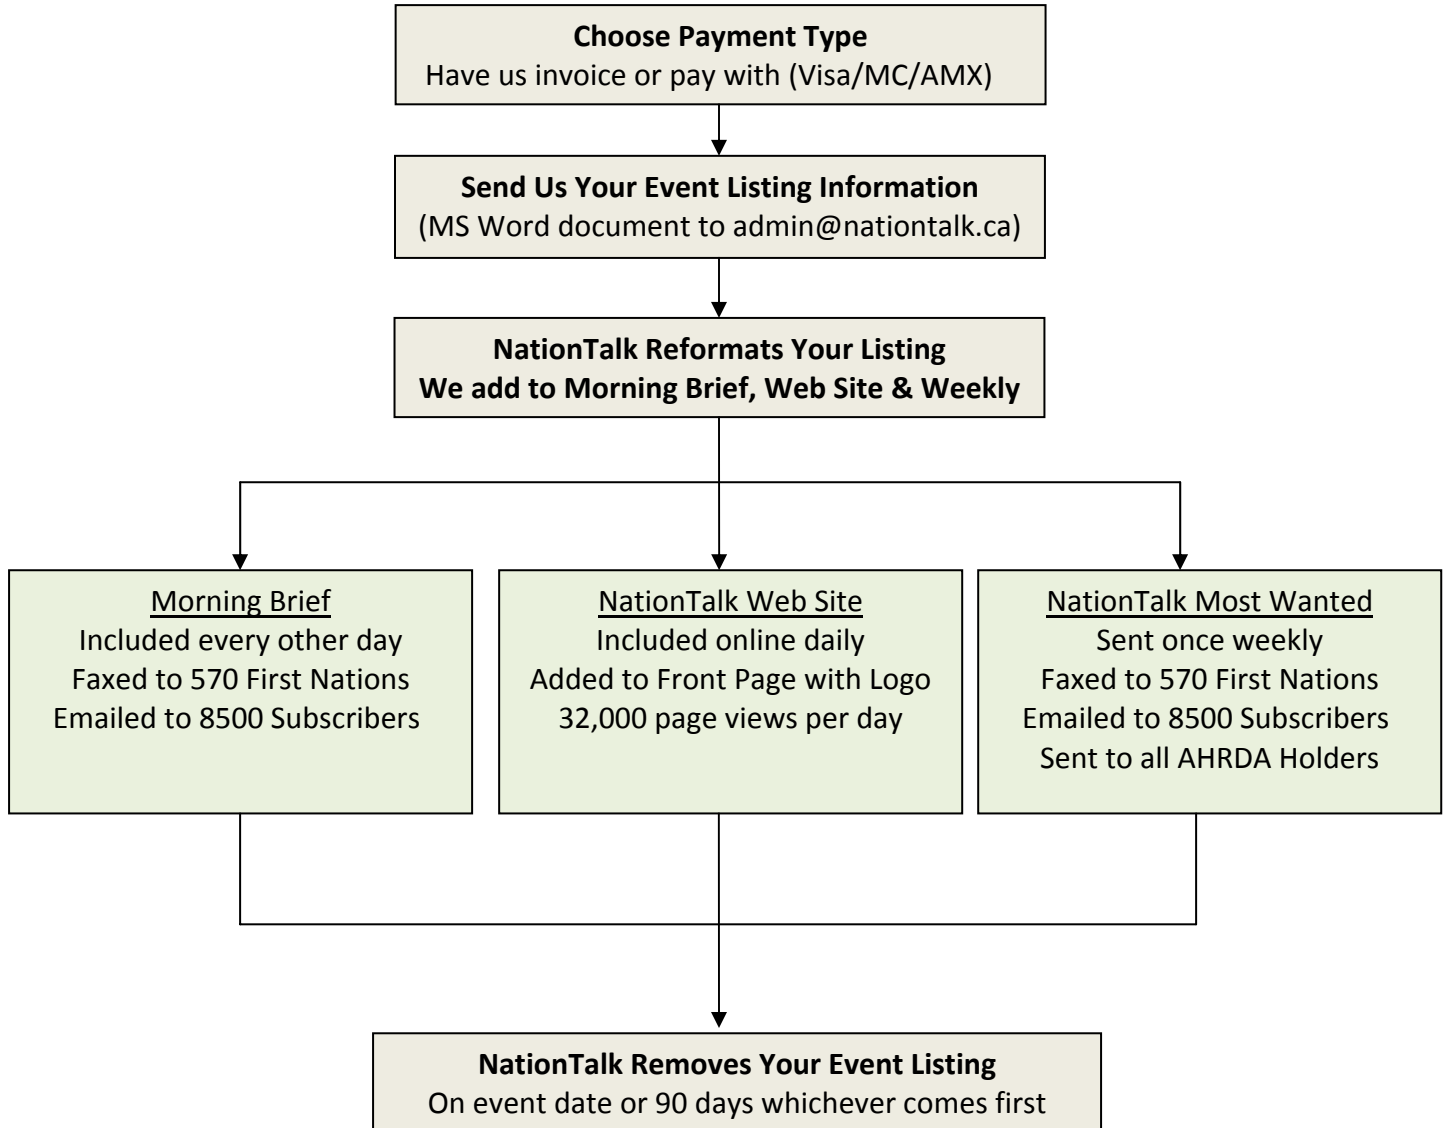 Choose Payment Type
Have us invoice or pay with (Visa/MC/AMX)
Send Us Your Event Listing Information
(MS Word document to admin@nationtalk.ca)
NationTalk Reformats Your Listing
We add to Morning Brief, Web Site & Weekly
Morning Brief
Included every other day
Faxed to 570 First Nations
Emailed to 8500 Subscribers
NationTalk Web Site
Included online daily
Added to Front Page with Logo
32,000 page views per day
NationTalk Most Wanted
Sent once weekly
Faxed to 570 First Nations
Emailed to 8500 Subscribers
Sent to all AHRDA Holders
NationTalk Removes Your Event Listing
On event date or 90 days whichever comes first